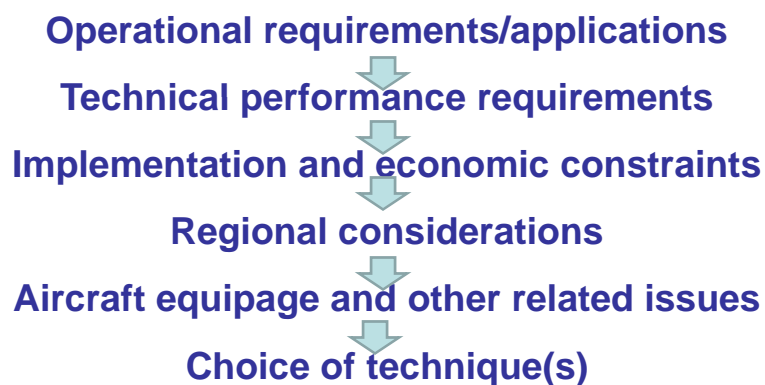 Operational requirements/applications
Technical performance requirements
Implementation and economic constraints
Regional considerations
Aircraft equipage and other related issues
Choice of technique(s)